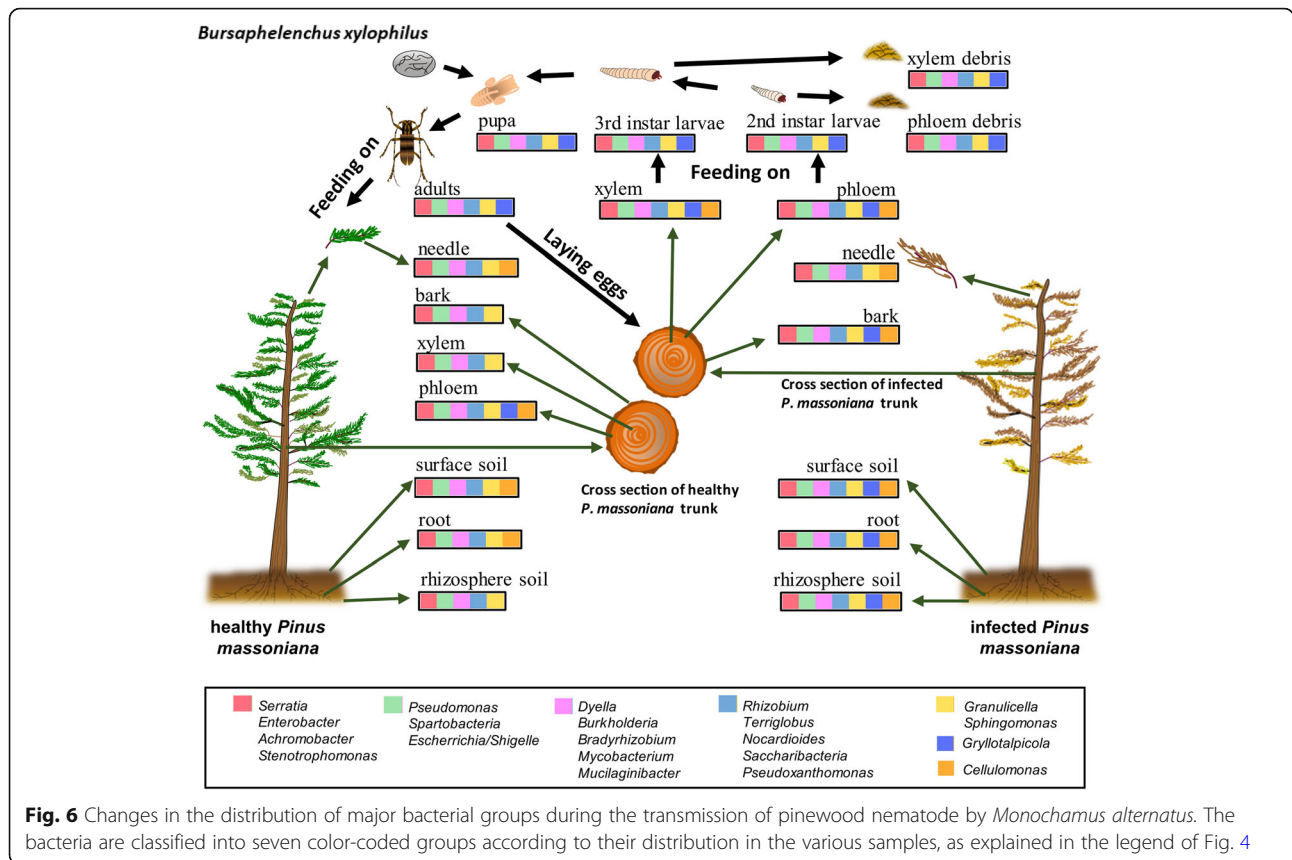 Bursaphelenchus xylophilus
xylem debris
pupa
3rd instar larvae
2nd instar larvae
phloem debris
Feeding on
Feeding on
adults
xylem
phloem
Laying eggs
needle
needle
bark
bark
xylem
phloem
Cross section of infected
P. massoniana trunk
surface soil
surface soil
Cross section of healthy
P. massoniana trunk
root
root
rhizosphere soil
rhizosphere soil
healthy Pinus
massoniana
infected Pinus
massoniana
Serratia
Enterobacter
Achromobacter
Stenotrophomonas
Pseudomonas
Spartobacteria
Escherrichia/Shigelle
Dyella
Burkholderia
Bradyrhizobium
Mycobacterium
Mucilaginibacter
Rhizobium
Terriglobus
Nocardioides
Saccharibacteria
Pseudoxanthomonas
Granulicella
Sphingomonas
Gryllotalpicola
Cellulomonas
Fig. 6 Changes in the distribution of major bacterial groups during the transmission of pinewood nematode by Monochamus alternatus. The
bacteria are classified into seven color-coded groups according to their distribution in the various samples, as explained in the legend of Fig. 4